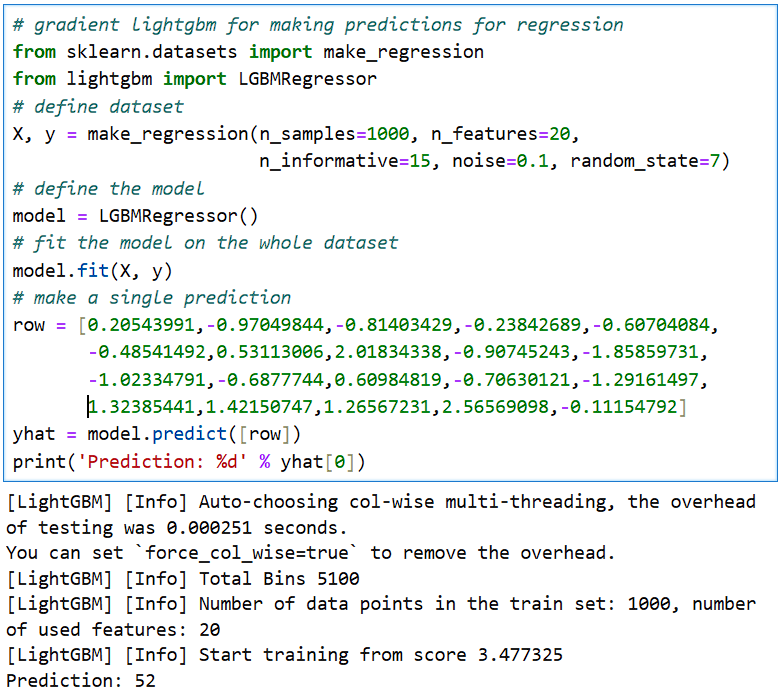 # gradient lightgbm for making predictions for regression
from sklearn.datasets import make_regression
from lightgbm import LGBMRegressor
# define dataset
X, y = make_regression(n_samples=1000, n_features=20,
                       n_informative=15, noise=0.1, random_state=7)
# define the model
model = LGBMRegressor()
# fit the model on the whole dataset
model.fit(X, y)
# make a single prediction
row = [0.20543991,-0.97049844,-0.81403429,-0.23842689,-0.60704084,
       -0.48541492,0.53113006,2.01834338,-0.90745243,-1.85859731,
       -1.02334791,-0.6877744,0.60984819,-0.70630121,-1.29161497,
       1.32385441,1.42150747,1.26567231,2.56569098,-0.11154792]
yhat = model.predict([row])
print('Prediction: %d' % yhat[0])
[LightGBM] [Info] Auto-choosing col-wise multi-threading, the overhead
of testing was 0.000251 seconds.
You can set `force_col_wise=true` to remove the overhead.
[LightGBM] [Info] Total Bins 5100
[LightGBM] [Info] Number of data points in the train set: 1000, number
of used features: 20
[LightGBM] [Info] Start training from score 3.477325
Prediction: 52